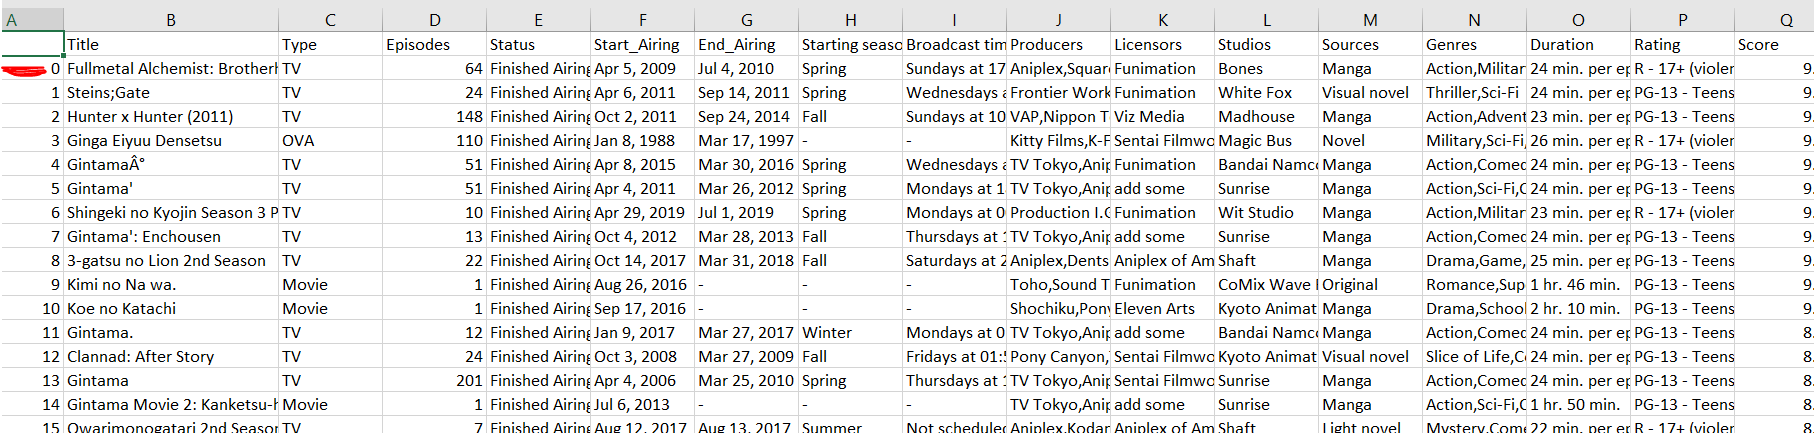 A B C D E F G H I J K L M N O P Q
Title Type Episodes Status Start_Airing End_Airing Starting seaso Broadcast tim Producers Licensors Studios Sources Genres Duration Rating Score
0 Fullmetal Alchemist: Brotherh TV 64 Finished Airing Apr 5, 2009 Jul 4, 2010 Spring Sundays at 17 Aniplex,Squar Funimation Bones Manga Action,Militar 24 min. per ep R - 17+ (violen 9.
1 Steins;Gate TV 24 Finished Airing Apr 6, 2011 Sep 14, 2011 Spring Wednesdays a Frontier Work Funimation White Fox Visual novel Thriller,Sci-Fi 24 min. per ep PG-13 - Teens 9.
2 Hunter x Hunter (2011) TV 148 Finished Airing Oct 2, 2011 Sep 24, 2014 Fall Sundays at 10 VAP,Nippon T Viz Media Madhouse Manga Action,Advent 23 min. per ep PG-13 - Teens 9.
3 Ginga Eiyuu Densetsu OVA 110 Finished Airing Jan 8, 1988 Mar 17, 1997 - - Kitty Films,K-F Sentai Filmwo Magic Bus Novel Military,Sci-Fi, 26 min. per ep R - 17+ (violen 9.
4 GintamaÂ° TV 51 Finished Airing Apr 8, 2015 Mar 30, 2016 Spring Wednesdays a TV Tokyo,Anip Funimation Bandai Namco Manga Action,Comed 24 min. per ep PG-13 - Teens 9.
5 Gintama' TV 51 Finished Airing Apr 4, 2011 Mar 26, 2012 Spring Mondays at 1 TV Tokyo,Anip add some Sunrise Manga Action,Sci-Fi,C 24 min. per ep PG-13 - Teens 9.
6 Shingeki no Kyojin Season 3 P TV 10 Finished Airing Apr 29, 2019 Jul 1, 2019 Spring Mondays at 0 Production I.G Funimation Wit Studio Manga Action,Militar 23 min. per ep R - 17+ (violen 9.
7 Gintama': Enchousen TV 13 Finished Airing Oct 4, 2012 Mar 28, 2013 Fall Thursdays at 1 TV Tokyo,Anip add some Sunrise Manga Action,Comed 24 min. per ep PG-13 - Teens 9.
8 3-gatsu no Lion 2nd Season TV 22 Finished Airing Oct 14, 2017 Mar 31, 2018 Fall Saturdays at 2 Aniplex,Dents Aniplex of Am Shaft Manga Drama,Game, 25 min. per ep PG-13 - Teens 9.
9 Kimi no Na wa. Movie 1 Finished Airing Aug 26, 2016 - - - Toho,Sound T Funimation CoMix Wave Original Romance,Sup 1 hr. 46 min. PG-13 - Teens 9.
10 Koe no Katachi Movie 1 Finished Airing Sep 17, 2016 - - - Shochiku,Pony Eleven Arts Kyoto Animat Manga Drama,School 2 hr. 10 min. PG-13 - Teens 9.
11 Gintama. TV 12 Finished Airing Jan 9, 2017 Mar 27, 2017 Winter Mondays at 0 TV Tokyo,Anip add some Bandai Namco Manga Action,Comed 24 min. per ep PG-13 - Teens 8.
12 Clannad: After Story TV 24 Finished Airing Oct 3, 2008 Mar 27, 2009 Fall Fridays at 01:5 Pony Canyon, Sentai Filmwo Kyoto Animat Visual novel Slice of Life,Co 24 min. per ep PG-13 - Teens 8.
13 Gintama TV 201 Finished Airing Apr 4, 2006 Mar 25, 2010 Spring Thursdays at 1 TV Tokyo,Anip Sentai Filmwo Sunrise Manga Action,Comed 24 min. per ep PG-13 - Teens 8.
14 Gintama Movie 2: Kanketsu-h Movie 1 Finished Airing Jul 6, 2013 - - - TV Tokyo,Anip add some Sunrise Manga Action,Sci-Fi,C 1 hr. 50 min. PG-13 - Teens 8.
15 Owarimonogatari 2nd Season TV 7 Finished Airing Aug 12, 2017 Aug 13, 2017 Summer Not schedule Aniplex,Kodan Aniplex of Am Shaft Light novel Mystery,Come 22 min. per ep R - 17+ (violen 8.